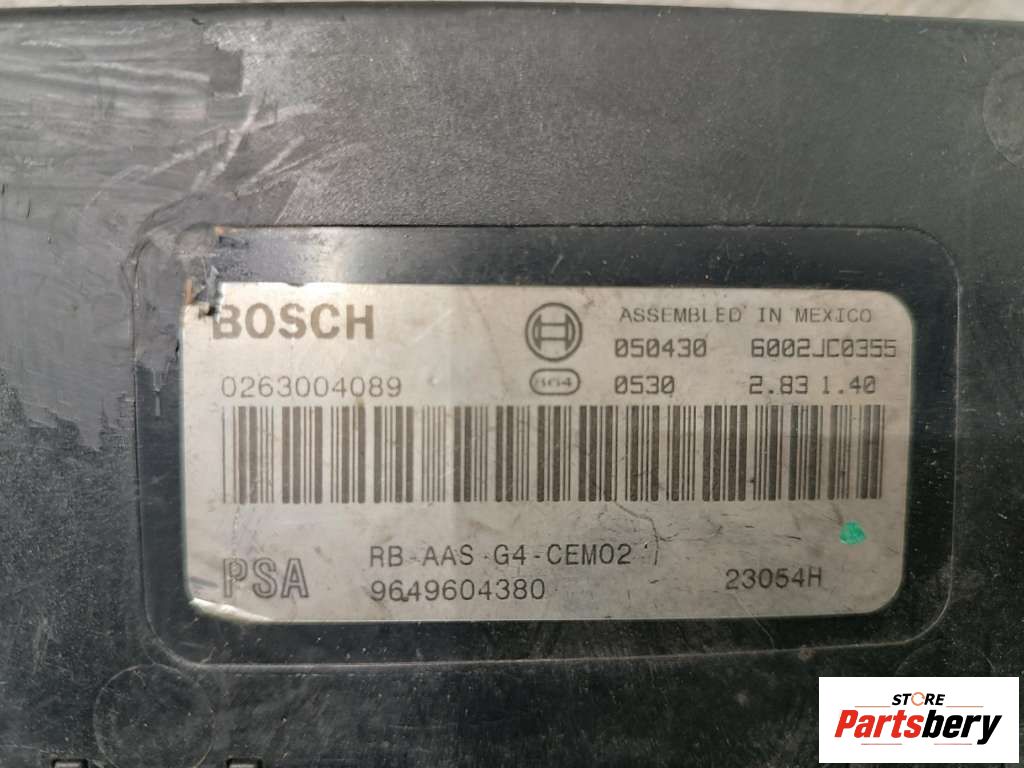 BOSCH
ASSEMBLED IN MEXICO
050430 6002JC0355
0263004089
0530 2.83 1.40
PSA
RB-AAS-G4-CEM02
9649604380
23054H
STORE
Partsbery